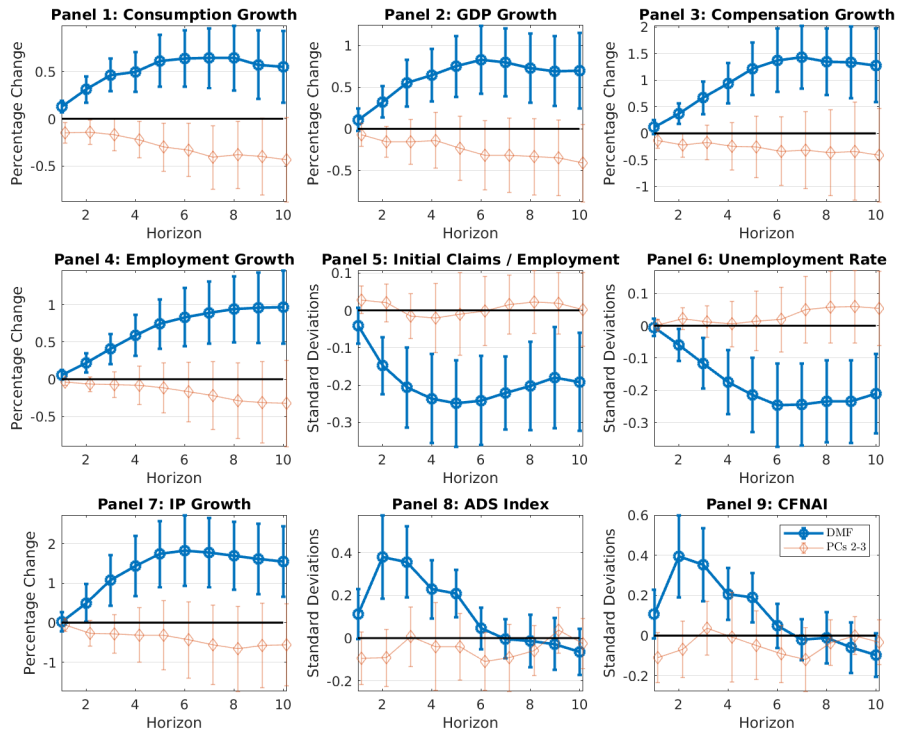 Panel 1: Consumption Growth
Percentage Change
0.5
0
-0.5
2 4 6 8 10
Horizon
Panel 2: GDP Growth
Percentage Change
1
0.5
0
-0.5
2 4 6 8 10
Horizon
Panel 3: Compensation Growth
Percentage Change
2
1.5
1
0.5
0
-0.5
-1
2 4 6 8 10
Horizon
Panel 4: Employment Growth
Percentage Change
1
0.5
0
-0.5
2 4 6 8 10
Horizon
Panel 5: Initial Claims / Employment
Standard Deviations
0.1
0
-0.1
-0.2
-0.3
2 4 6 8 10
Horizon
Panel 6: Unemployment Rate
Standard Deviations
0.1
0
-0.1
-0.2
-0.3
2 4 6 8 10
Horizon
Panel 7: IP Growth
Percentage Change
2
1
0
-1
2 4 6 8 10
Horizon
Panel 8: ADS Index
Standard Deviations
0.4
0.2
0
-0.2
2 4 6 8 10
Horizon
Panel 9: CFNAI
Standard Deviations
0.6
0.4
0.2
0
-0.2
2 4 6 8 10
Horizon
DMF
PCs 2-3